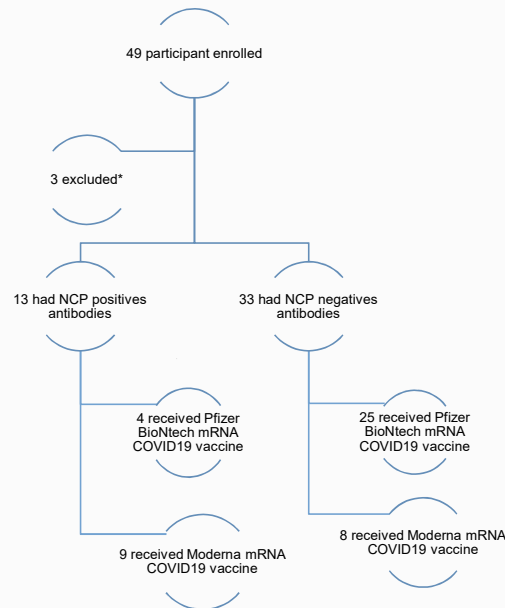 49 participant enrolled
3 excluded*
13 had NCP positives
antibodies
33 had NCP negatives
antibodies
4 received Pfizer
BioNtech mRNA
COVID19 vaccine
25 received Pfizer
BioNtech mRNA
COVID19 vaccine
9 received Moderna mRNA
COVID19 vaccine
8 received Moderna mRNA
COVID19 vaccine